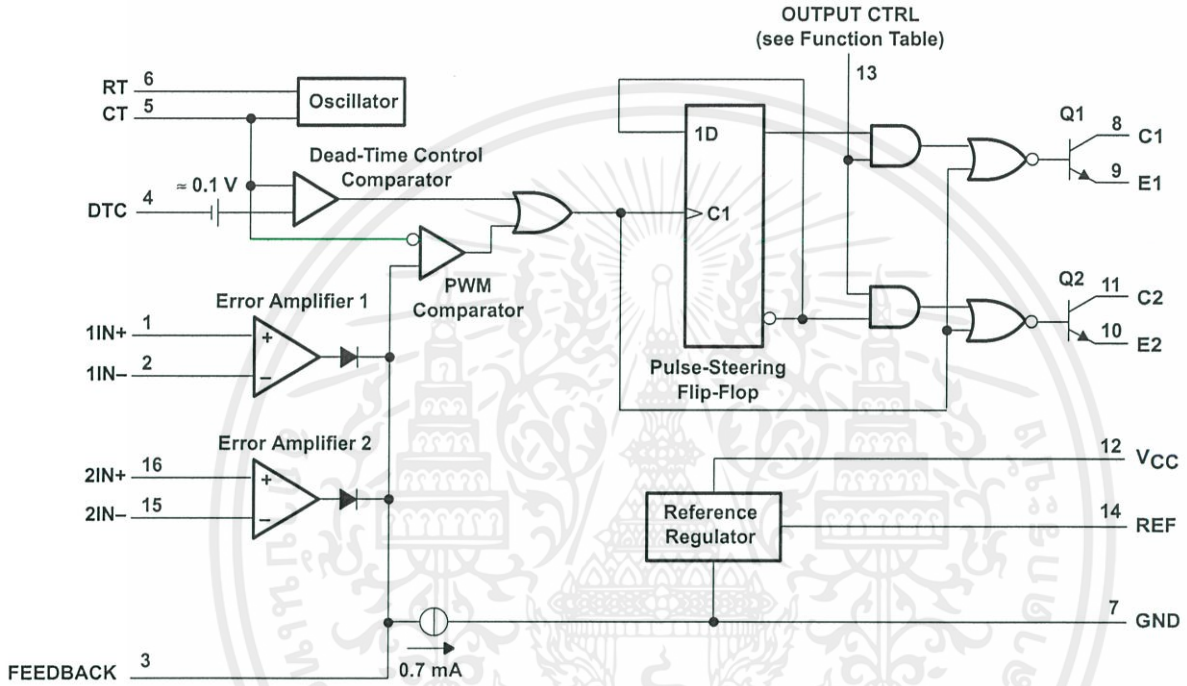 OUTPUT CTRL
(see Function Table)
13
RT 6
CT 5
Oscillator
Dead-Time Control
Comparator
≈ 0.1 V
DTC 4
1D
C1
Q1
8 C1
9 E1
PWM
Comparator
Error Amplifier 1
1IN+ 1
1IN– 2
+
–
Pulse-Steering
Flip-Flop
Q2
11 C2
10 E2
Error Amplifier 2
2IN+ 16
2IN– 15
+
–
12 VCC
Reference
Regulator
14 REF
7 GND
0.7 mA
FEEDBACK 3